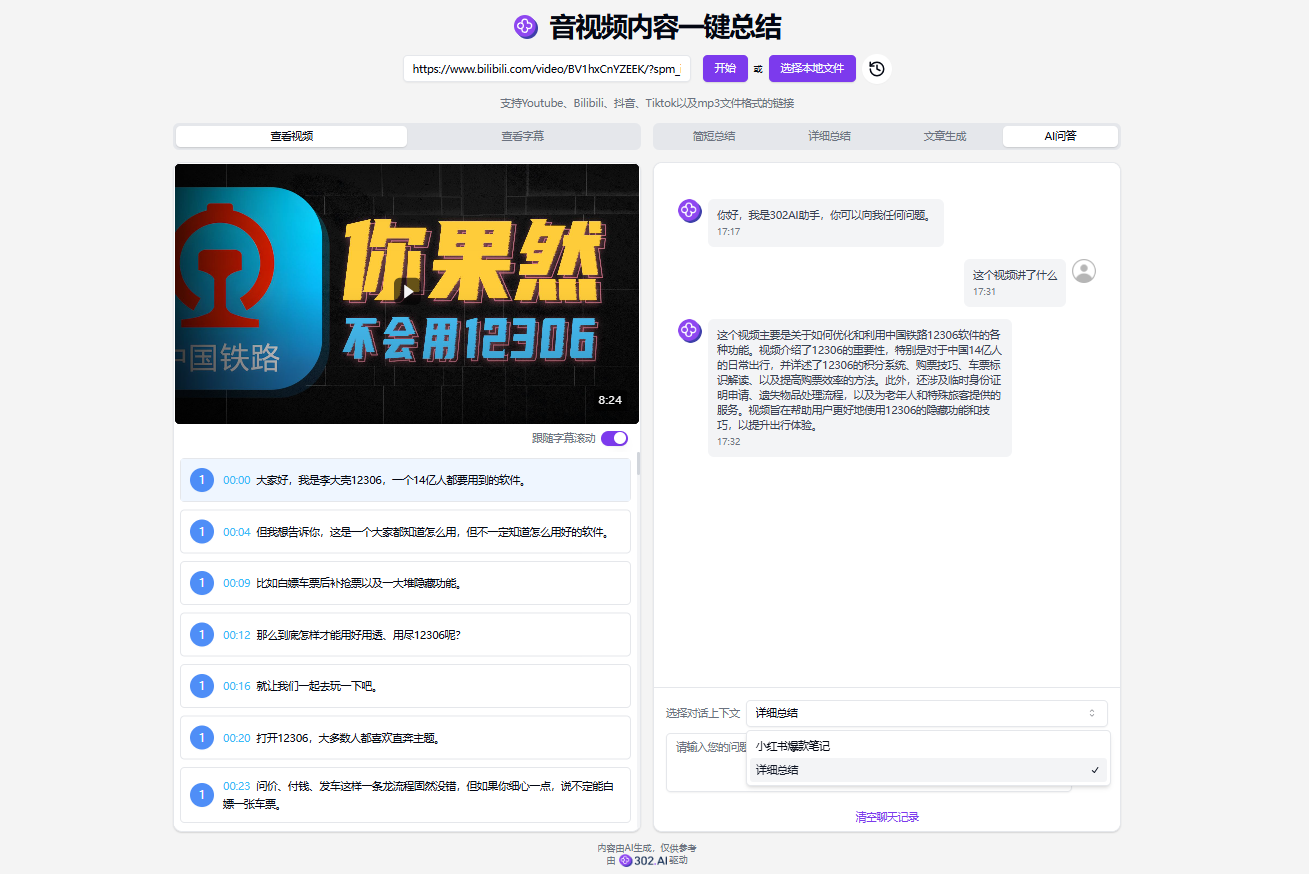 音视频内容一键总结
https://www.bilibili.com/video/BV1hxCnYZEEK/?spm_
开始
或
选择本地文件
支持Youtube、Bilibili、抖音、Tiktok以及mp3文件格式的链接
查看视频
查看字幕
简短总结
详细总结
文章生成
AI问答
你果然
不会用12306
中国铁路
8:24
跟随字幕滚动
1 00:00 大家好，我是李大壳12306，一个14亿人都要用到的软件。
1 00:04 但我想告诉你，这是一个大家都知道怎么用，但不一定知道怎么用好的软件。
1 00:09 比如白嫖车票后补抢票以及一大堆隐藏功能。
1 00:12 那么到底怎样才能用好用透、用尽12306呢?
1 00:16 就让我们一起去玩一下吧。
1 00:20 打开12306，大多数人都喜欢直奔主题。
1 00:23 问价、付钱、发车这样一条龙流程固然没错，但如果你细心一点，说不定能白
嫖一张车票。
你好，我是302AI助手，你可以向我任何问题。
17:17
这个视频讲了什么
17:31
这个视频主要是关于如何优化和利用中国铁路12306软件的各
种功能。视频介绍了12306的重要性，特别是对于中国14亿人
的日常出行，并详述了12306的积分系统、购票技巧、车票标
识解读、以及提高购票效率的方法。此外，还涉及临时身份证
明申请、遗失物品处理流程，以及为老年人和特殊旅客提供的
服务。视频旨在帮助用户更好地使用12306的隐藏功能和技
巧，以提升出行体验。
17:32
选择对话上下文
详细总结
请输入您的问题
小红书爆款笔记
详细总结
清空聊天记录
内容由AI生成，仅供参考
由 302.AI 驱动